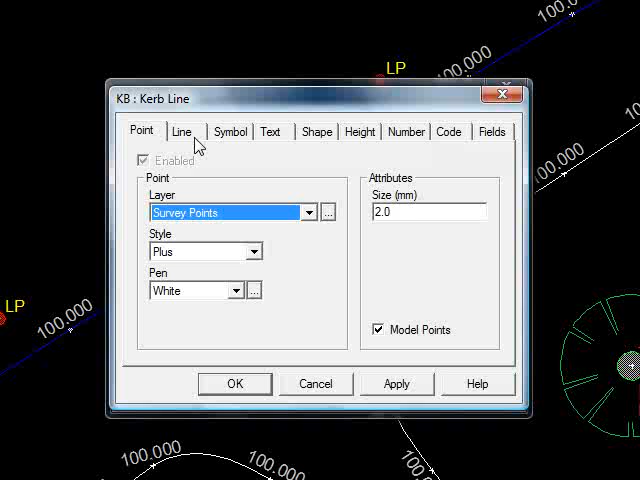 100.000
LP
100.000
KB : Kerb Line
Point Line Symbol Text Shape Height Number Code Fields
Enabled
Point
Attributes
Layer
Size (mm)
Survey Points
...
2.0
100.000
Style
Plus
Pen
White
...
LP
100.000
Model Points
OK Cancel Apply Help
100.000
100.000
100.000